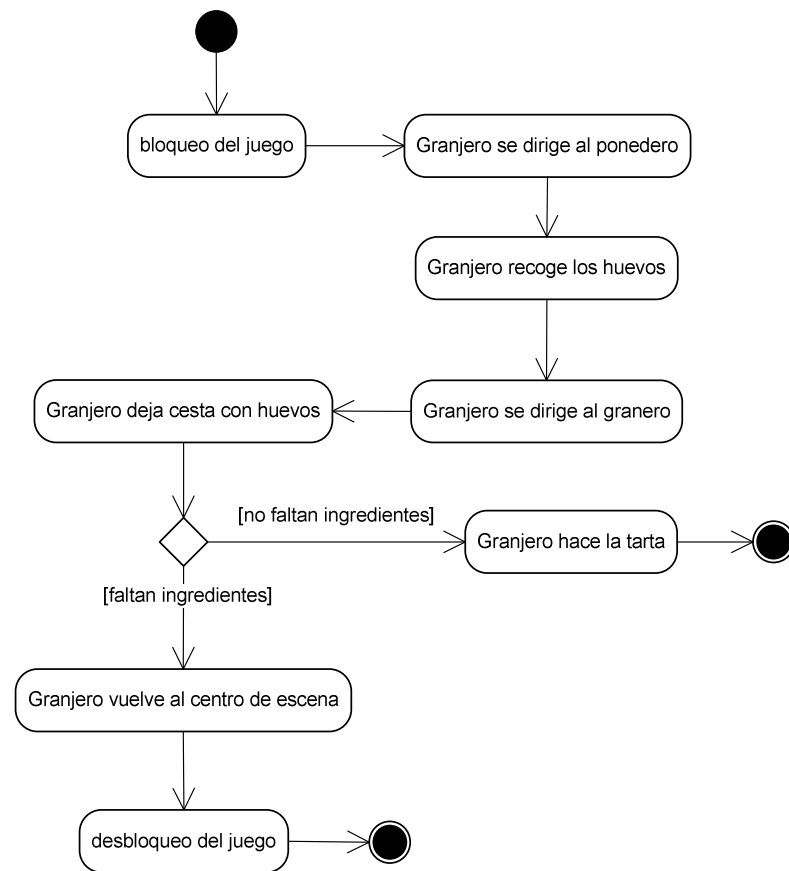 bloqueo del juego
Granjero se dirige al ponedero
Granjero recoge los huevos
Granjero deja cesta con huevos
Granjero se dirige al granero
[no faltan ingredientes]
Granjero hace la tarta
[faltan ingredientes]
Granjero vuelve al centro de escena
desbloqueo del juego